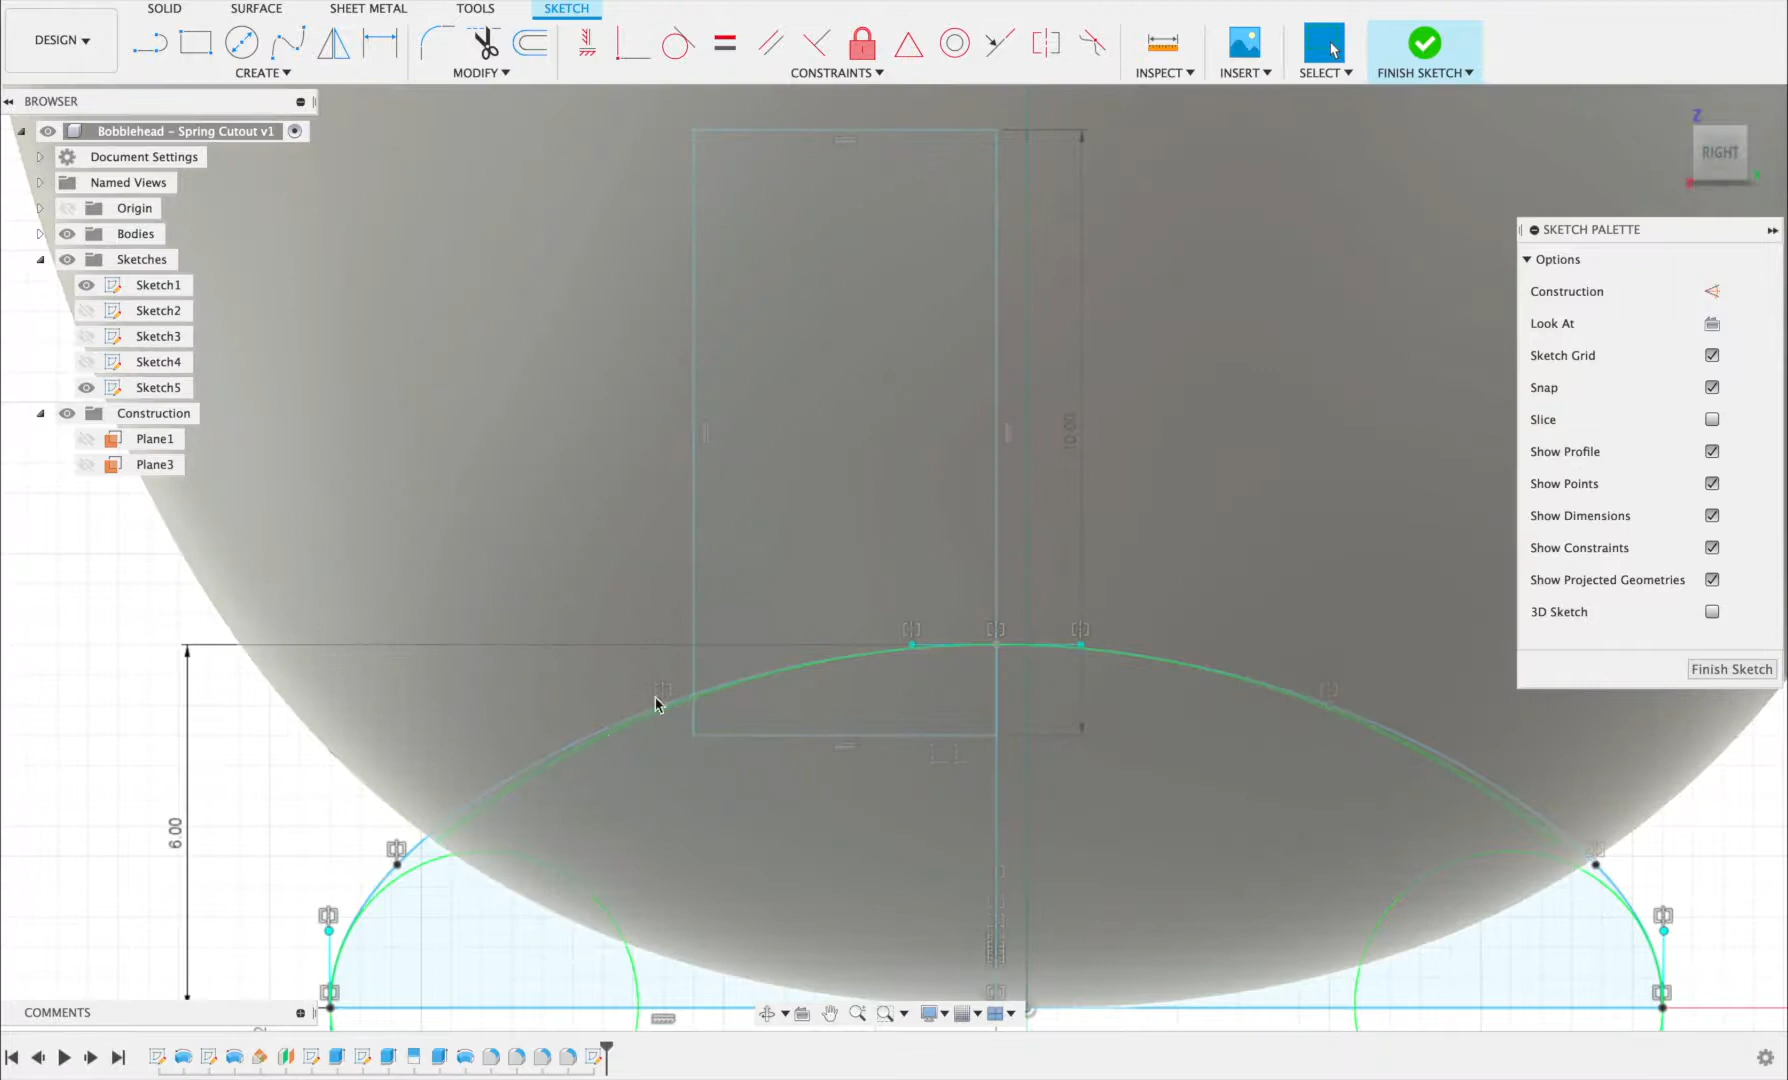 SOLID SURFACE SHEET METAL TOOLS SKETCH
DESIGN
CREATE MODIFY CONSTRAINTS INSPECT INSERT SELECT FINISH SKETCH
BROWSER
Bobblehead - Spring Cutout v1
Document Settings
Named Views
Origin
Bodies
Sketches
Sketch1
Sketch2
Sketch3
Sketch4
Sketch5
Construction
Plane1
Plane3
10.00
6.00
Z
RIGHT
SKETCH PALETTE
Options
Construction
Look At
Sketch Grid
Snap
Slice
Show Profile
Show Points
Show Dimensions
Show Constraints
Show Projected Geometries
3D Sketch
Finish Sketch
COMMENTS